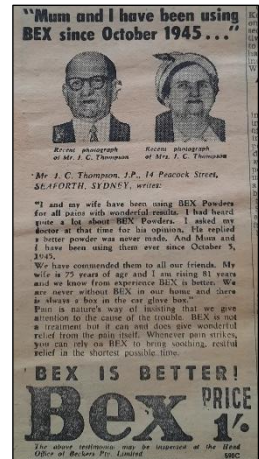 "Mum and I have been using
BEX since October 1945 . . ."
Recent photograph
of Mr. J. C. Thompson
Recent photograph
of Mrs. J. C. Thompson
Mr J. C. Thompson, J.P., 14 Peacock Street,
SEAFORTH, SYDNEY, writes:
"I and my wife have been using BEX Powders
for all pains with wonderful results. I had heard
quite a lot about BEX Powders. I asked my
doctor at that time for his opinion. He replied
a better powder was never made. And Mum and
I have been using them ever since October 5,
1945.
We have commended them to all our friends. My
wife is 75 years of age and I am rising 81 years
and we know from experience BEX is better. We
are never without BEX in our home and there
is always a box in the car glove box."
Pain is nature's way of insisting that we give
attention to the cause of the trouble. BEX is not
a treatment but it can and does give wonderful
relief from the pain itself. Whenever pain strikes,
you can rely on BEX to bring soothing, restful
relief in the shortest possible time.
BEX IS BETTER!
Bex PRICE
1/-
The above testimony may be inspected at the Head
Office of Beckers Pty. Limited